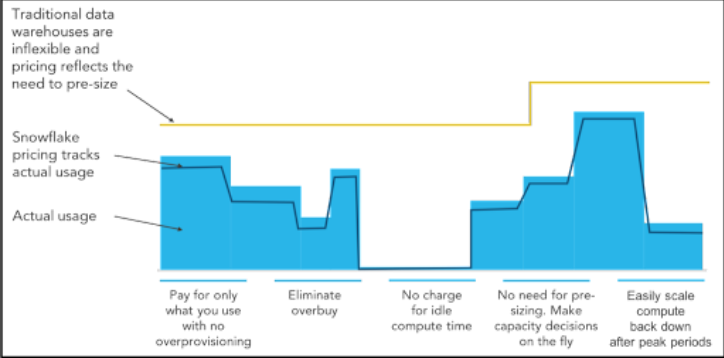 Traditional data
warehouses are
inflexible and
pricing reflects the
need to pre-size
Snowflake
pricing tracks
actual usage
Actual usage
Pay for only
what you use
with no
overprovisioning
Eliminate
overbuy
No charge
for idle
compute time
No need for pre-
sizing. Make
capacity decisions
on the fly
Easily scale
compute
back down
after peak periods